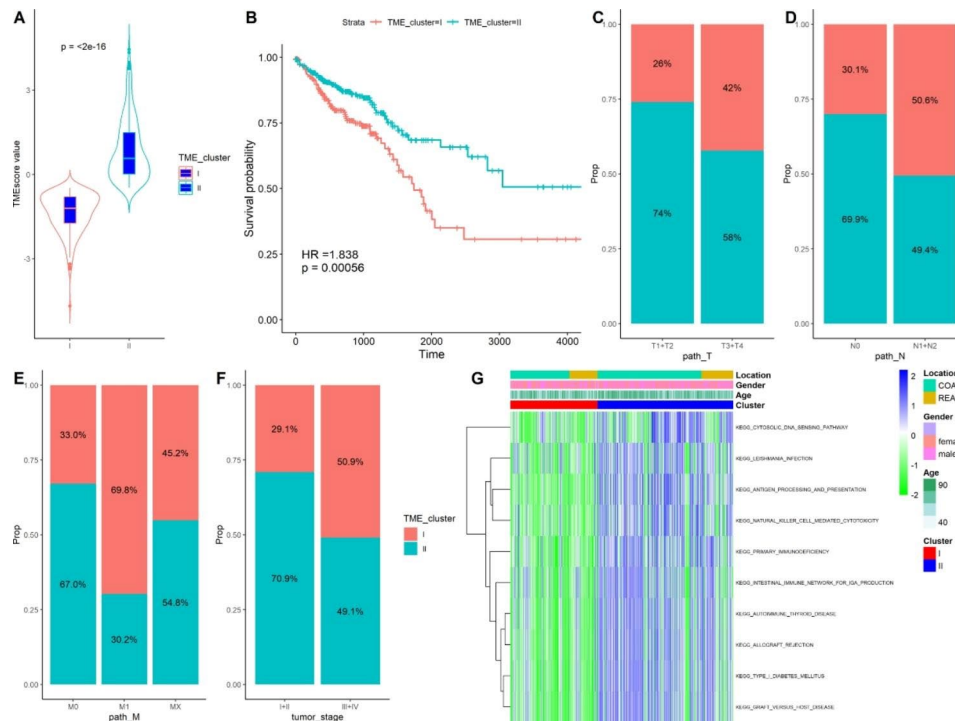 A
p = <2e-16
TMEscore value
3
0
-3
I
II
TME_cluster
I
II
B
Strata
TME_cluster=I
TME_cluster=II
Survival probability
1.00
0.75
0.50
0.25
0.00
HR =1.838
p = 0.00056
0
1000
2000
3000
4000
Time
C
Prop
1.00
0.75
0.50
0.25
0.00
26%
42%
74%
58%
T1+T2
T3+T4
path_T
D
Prop
1.00
0.75
0.50
0.25
0.00
30.1%
50.6%
69.9%
49.4%
N0
N1+N2
path_N
E
Prop
1.00
0.75
0.50
0.25
0.00
33.0%
69.8%
45.2%
67.0%
30.2%
54.8%
M0
M1
MX
path_M
F
Prop
1.00
0.75
0.50
0.25
0.00
29.1%
50.9%
70.9%
49.1%
I+II
III+IV
tumor_stage
TME_cluster
I
II
G
Location
Gender
Age
Cluster
KEGG_CYTOSOLIC_DNA_SENSING_PATHWAY
KEGG_LEISHMANIA_INFECTION
KEGG_ANTIGEN_PROCESSING_AND_PRESENTATION
KEGG_NATURAL_KILLER_CELL_MEDIATED_CYTOTOXICITY
KEGG_PRIMARY_IMMUNODEFICIENCY
KEGG_INTESTINAL_IMMUNE_NETWORK_FOR_IGA_PRODUCTION
KEGG_AUTOIMMUNE_THYROID_DISEASE
KEGG_ALLOGRAFT_REJECTION
KEGG_TYPE_I_DIABETES_MELLITUS
KEGG_GRAFT_VERSUS_HOST_DISEASE
2
1
0
-1
-2
Location
COA
REA
Gender
fema
male
Age
90
40
Cluster
I
II